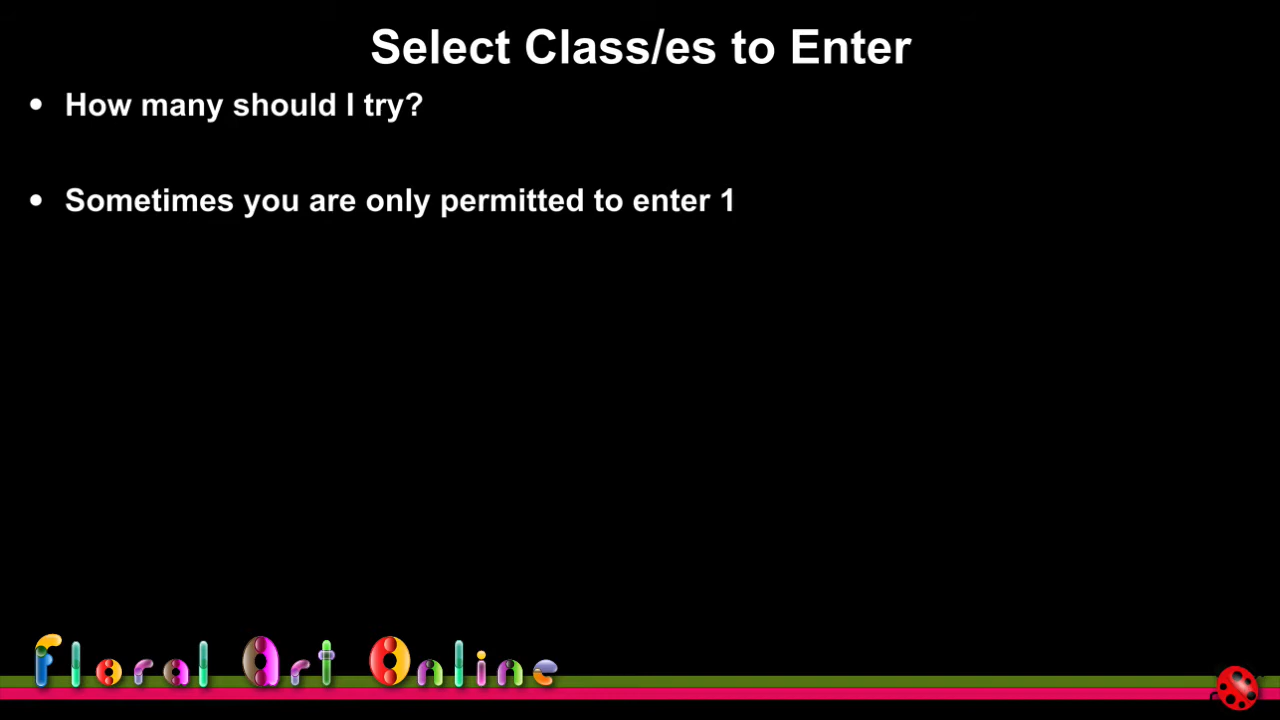 Select Class/es to Enter
• How many should I try?
• Sometimes you are only permitted to enter 1
Floral Art Online